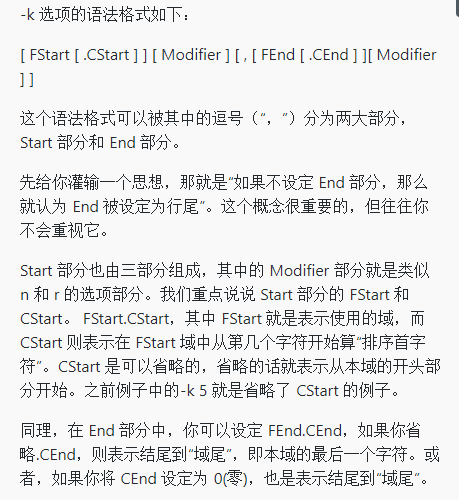 -k 选项的语法格式如下：
[ FStart [ .CStart ] ] [ Modifier ] [ , [ FEnd [ .CEnd ] ][ Modifier
] ]
这个语法格式可以被其中的逗号（“，”）分为两大部分，
Start 部分和 End 部分。
先给你灌输一个思想，那就是“如果不设定 End 部分，那么
就认为 End 被设定为行尾”。这个概念很重要的，但往往你
不会重视它。
Start 部分也由三部分组成，其中的 Modifier 部分就是类似
n 和 r 的选项部分。我们重点说说 Start 部分的 FStart 和
CStart。 FStart.CStart，其中 FStart 就是表示使用的域，而
CStart 则表示在 FStart 域中从第几个字符开始算“排序首字
符”。CStart 是可以省略的，省略的话就表示从本域的开头部
分开始。之前例子中的-k 5 就是省略了 CStart 的例子。
同理，在 End 部分中，你可以设定 FEnd.CEnd，如果你省
略.CEnd，则表示结尾到“域尾”，即本域的最后一个字符。或
者，如果你将 CEnd 设定为 0(零)，也是表示结尾到“域尾”。